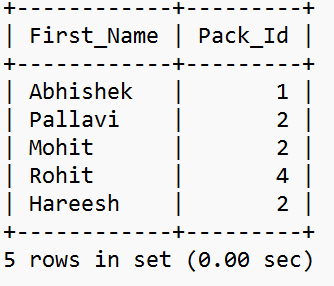 +------------+---------+
| First_Name | Pack_Id |
+------------+---------+
| Abhishek   |       1 |
| Pallavi    |       2 |
| Mohit      |       2 |
| Rohit      |       4 |
| Hareesh    |       2 |
+------------+---------+
5 rows in set (0.00 sec)